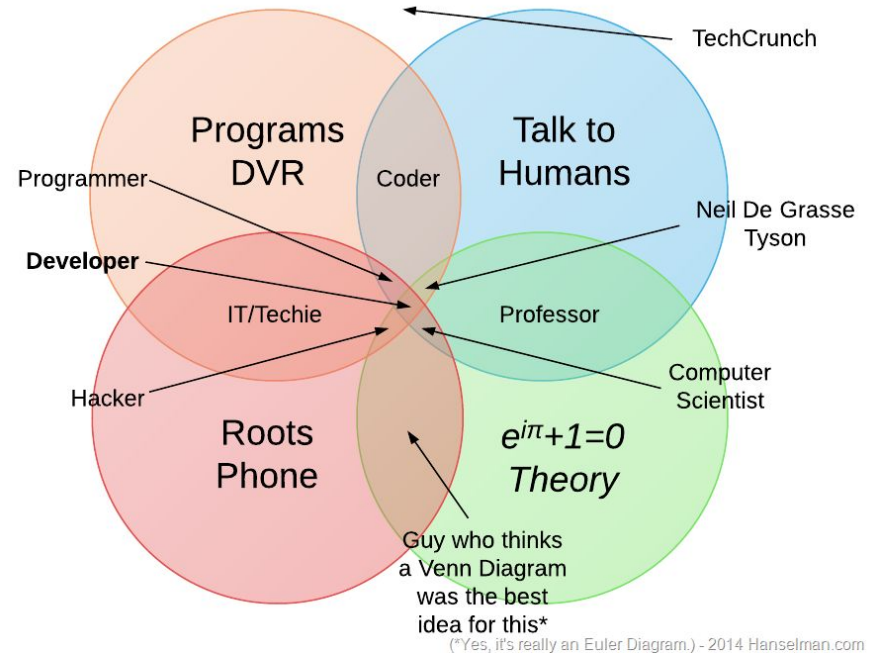 TechCrunch
Programs
DVR
Talk to
Humans
Programmer
Coder
Neil De Grasse
Tyson
Developer
IT/Techie
Professor
Hacker
Computer
Scientist
Roots
Phone
e^{iπ}+1=0
Theory
Guy who thinks
a Venn Diagram
was the best
idea for this*
(*Yes, it's really an Euler Diagram.) - 2014 Hanselman.com